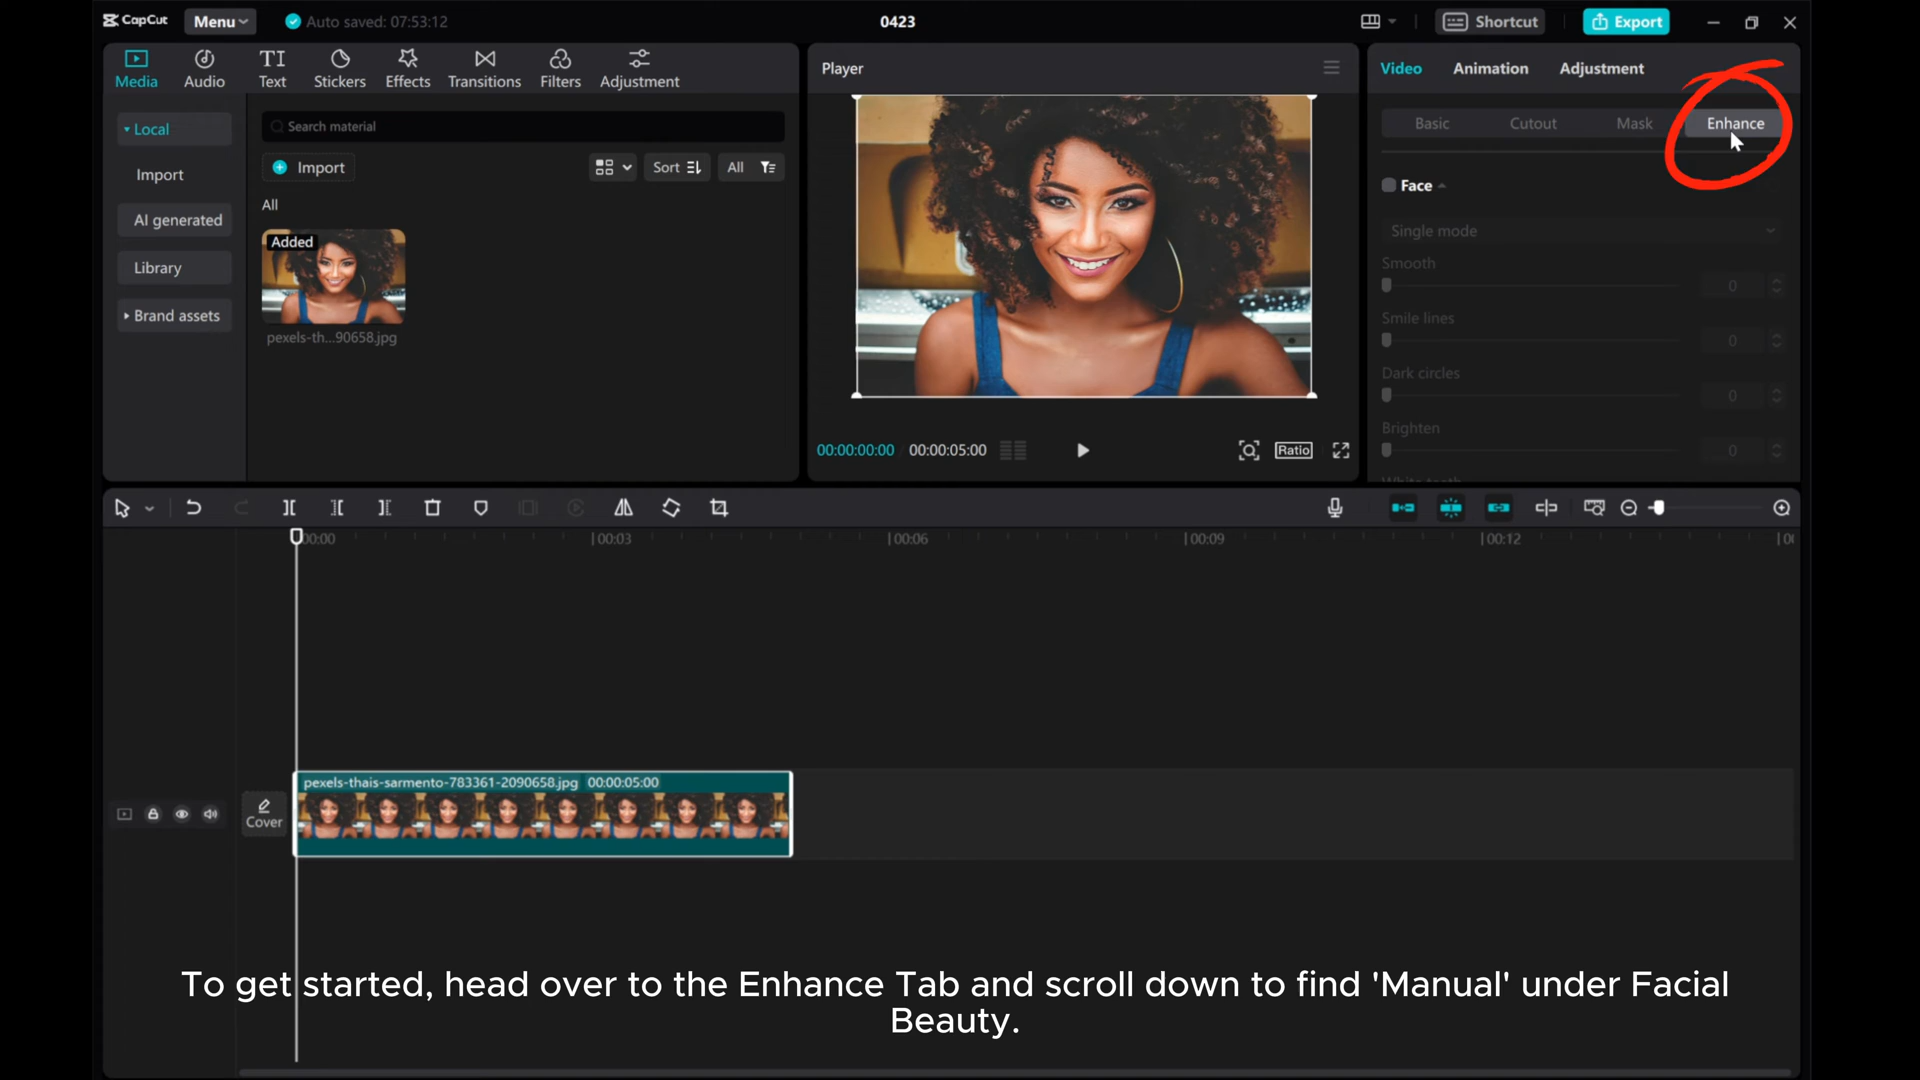 CapCut
Menu
Auto saved: 07:53:12
0423
Shortcut
Export
Media
Audio
TI
Text
Stickers
Effects
Transitions
Filters
Adjustment
Local
Import
AI generated
Library
Brand assets
Search material
Import
Sort
All
All
Added
pexels-th...90658.jpg
Player
00:00:00:00
00:00:05:00
Ratio
Video
Animation
Adjustment
Basic
Cutout
Mask
Enhance
Face
Single mode
Smooth
0
Smile lines
0
Dark circles
0
Brighten
0
00:00
00:03
00:06
00:09
00:12
Cover
pexels-thais-sarmento-783361-2090658.jpg 00:00:05:00
To get started, head over to the Enhance Tab and scroll down to find 'Manual' under Facial
Beauty.